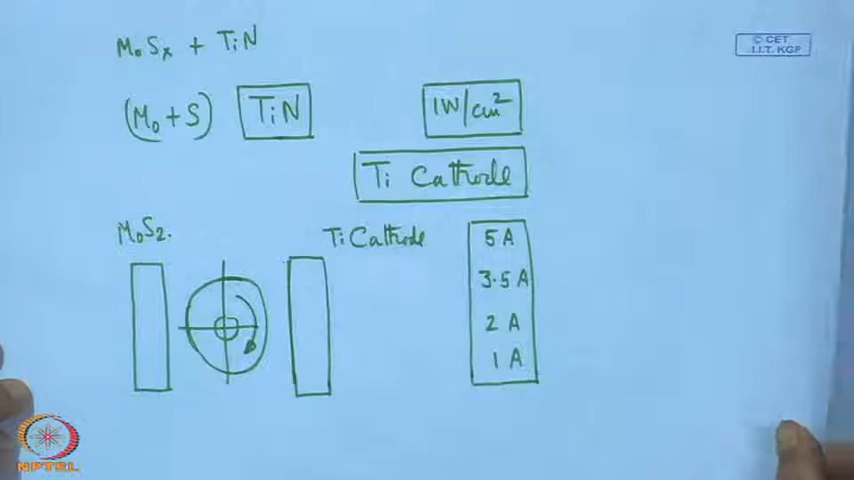 MoSx + TiN
© CET
I.I.T. KGP
(Mo + S) TiN 1W/cm²
Ti Cathode
MoS2. Ti Cathode
5 A
3.5 A
2 A
1 A
NPTEL